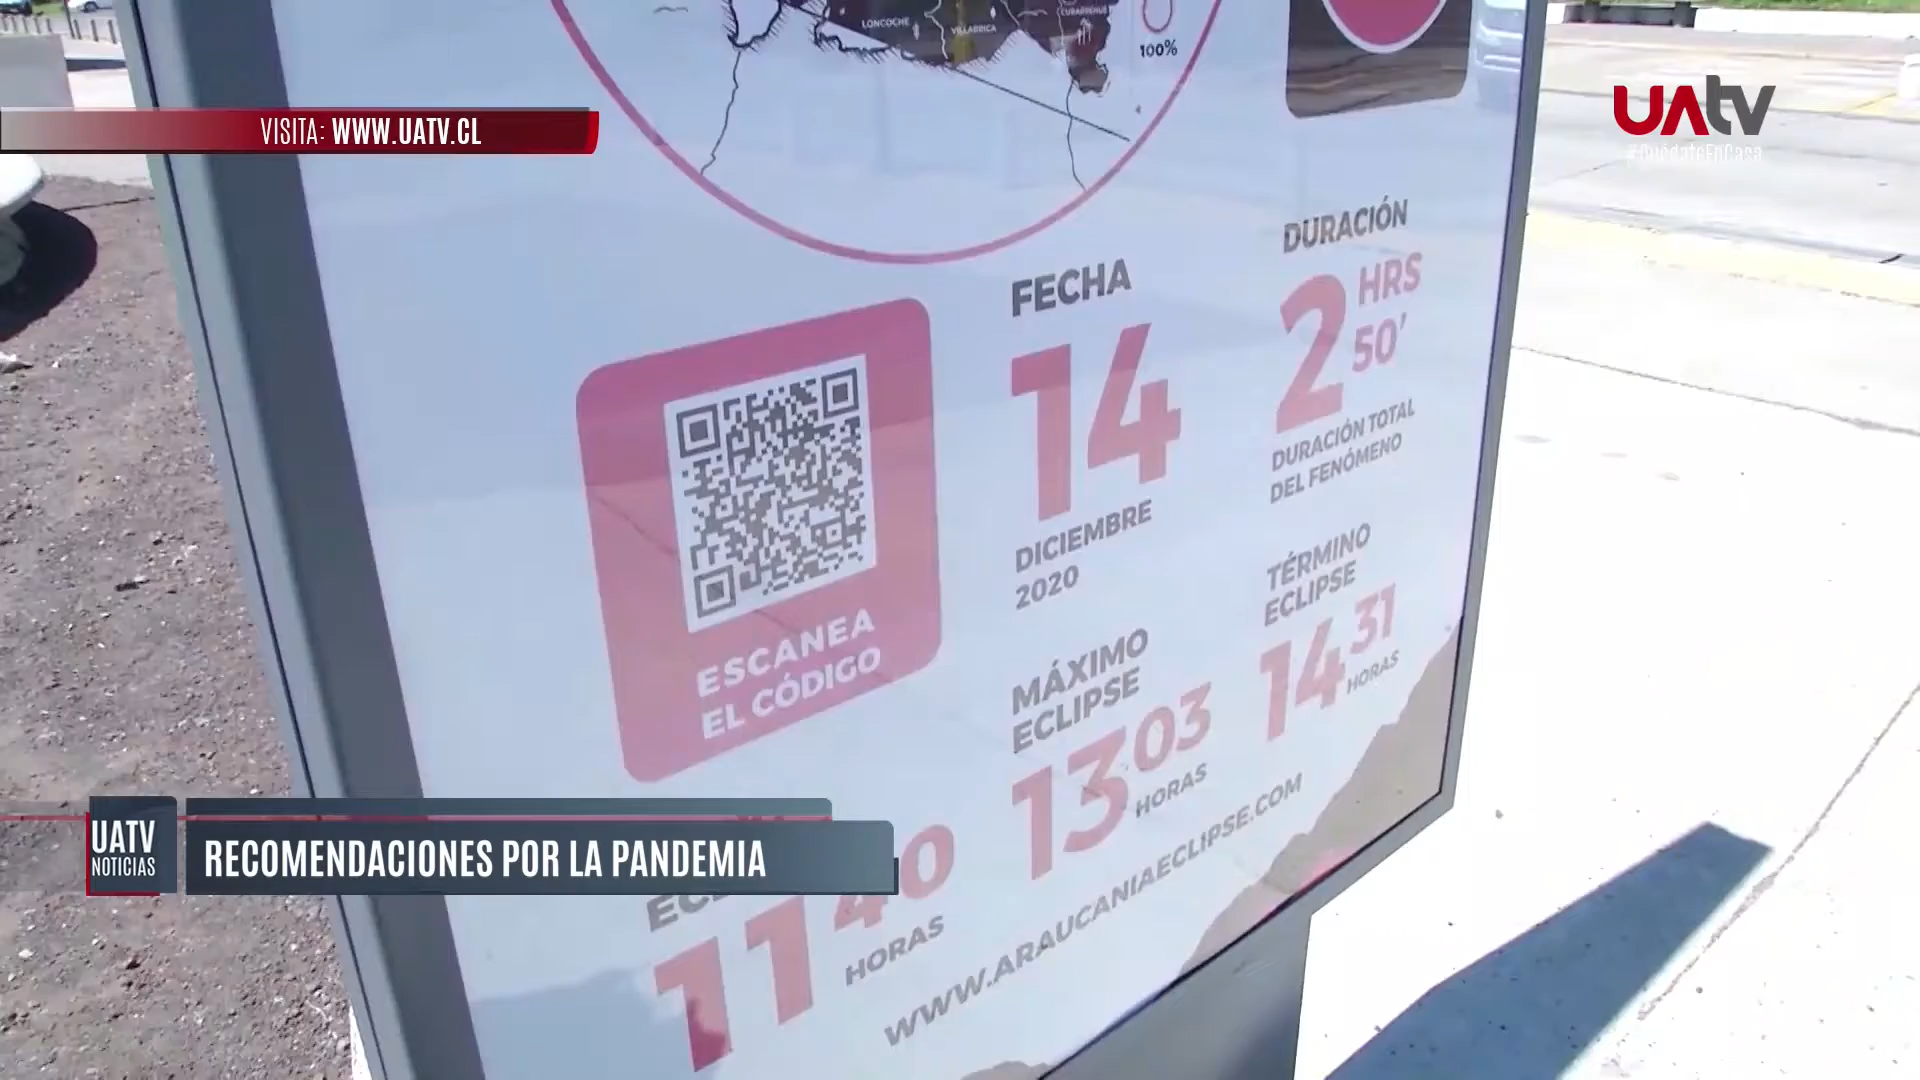 LONCOCHE
VILLARRICA
CURARREHUE
100%
VISITA: WWW.UATV.CL
UATV
#QuédateEnCasa
DURACIÓN
2 HRS
50'
DURACIÓN TOTAL
DEL FENÓMENO
FECHA
14
DICIEMBRE
2020
ESCANEA
EL CÓDIGO
TÉRMINO
ECLIPSE
14 31
HORAS
MÁXIMO
ECLIPSE
13 03
HORAS
11 40
HORAS
WWW.ARAUCANIAECLIPSE.COM
UATV
NOTICIAS
RECOMENDACIONES POR LA PANDEMIA